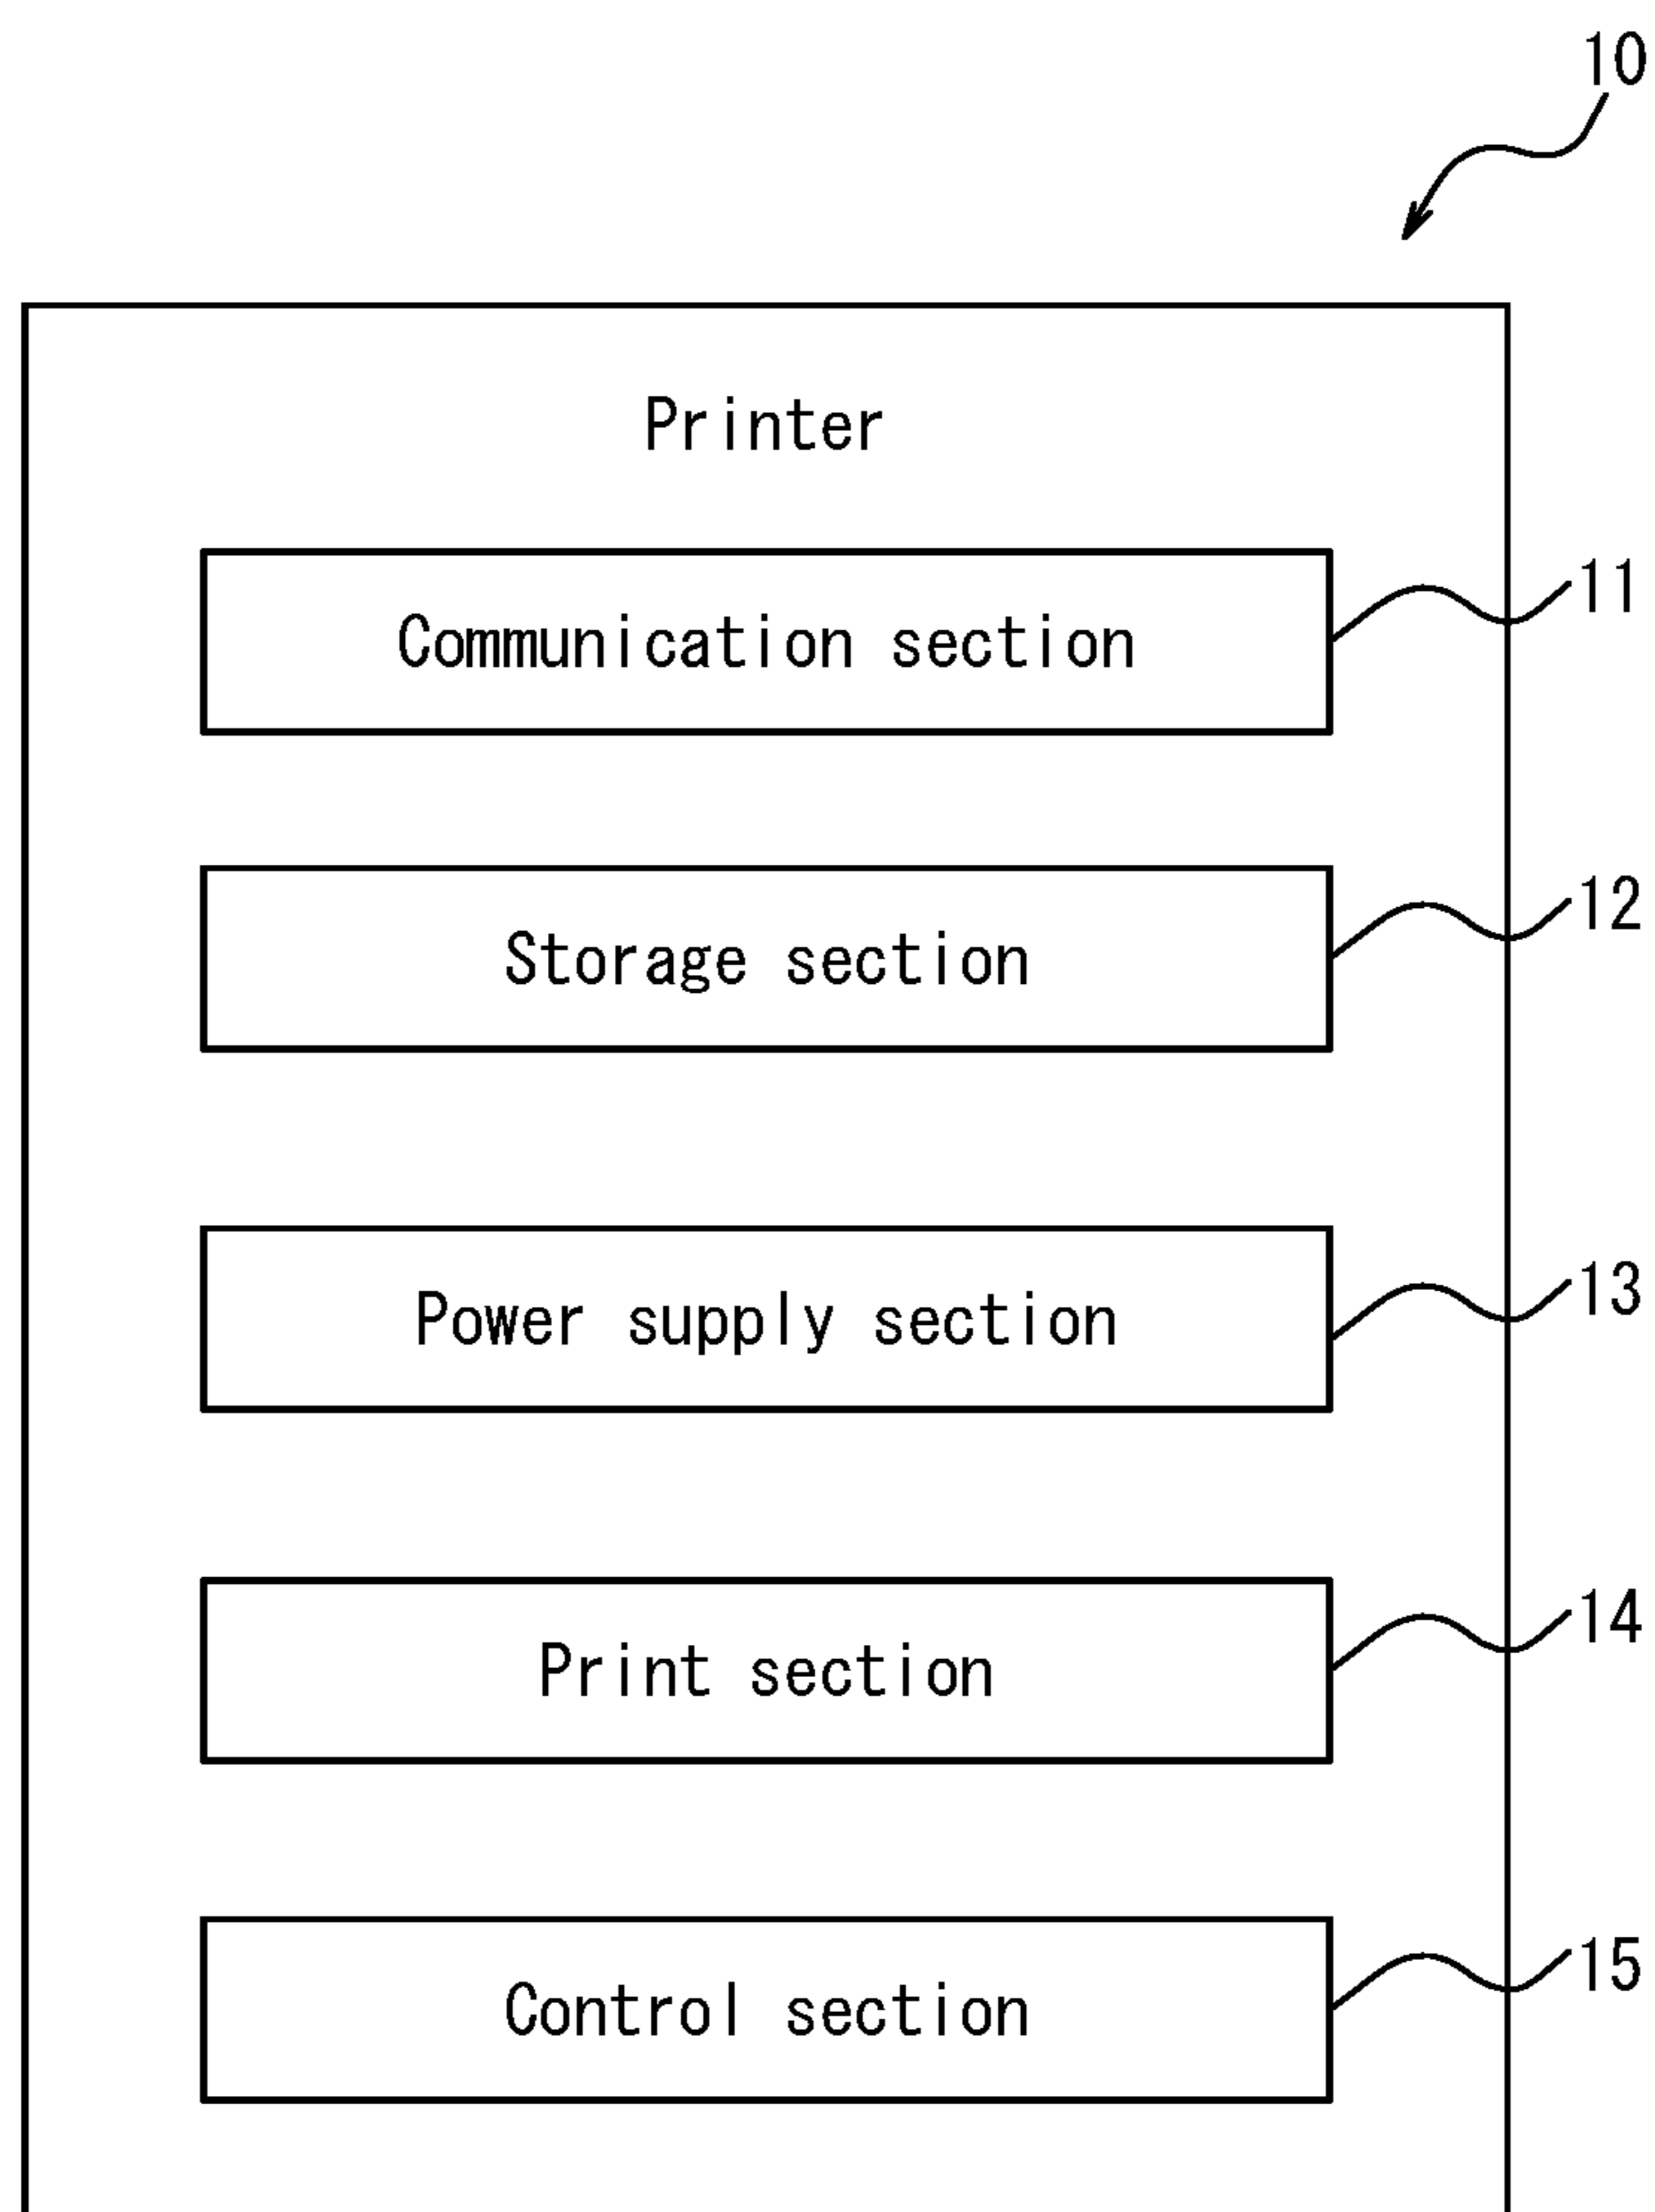 10
Printer
Communication section 11
Storage section 12
Power supply section 13
Print section 14
Control section 15